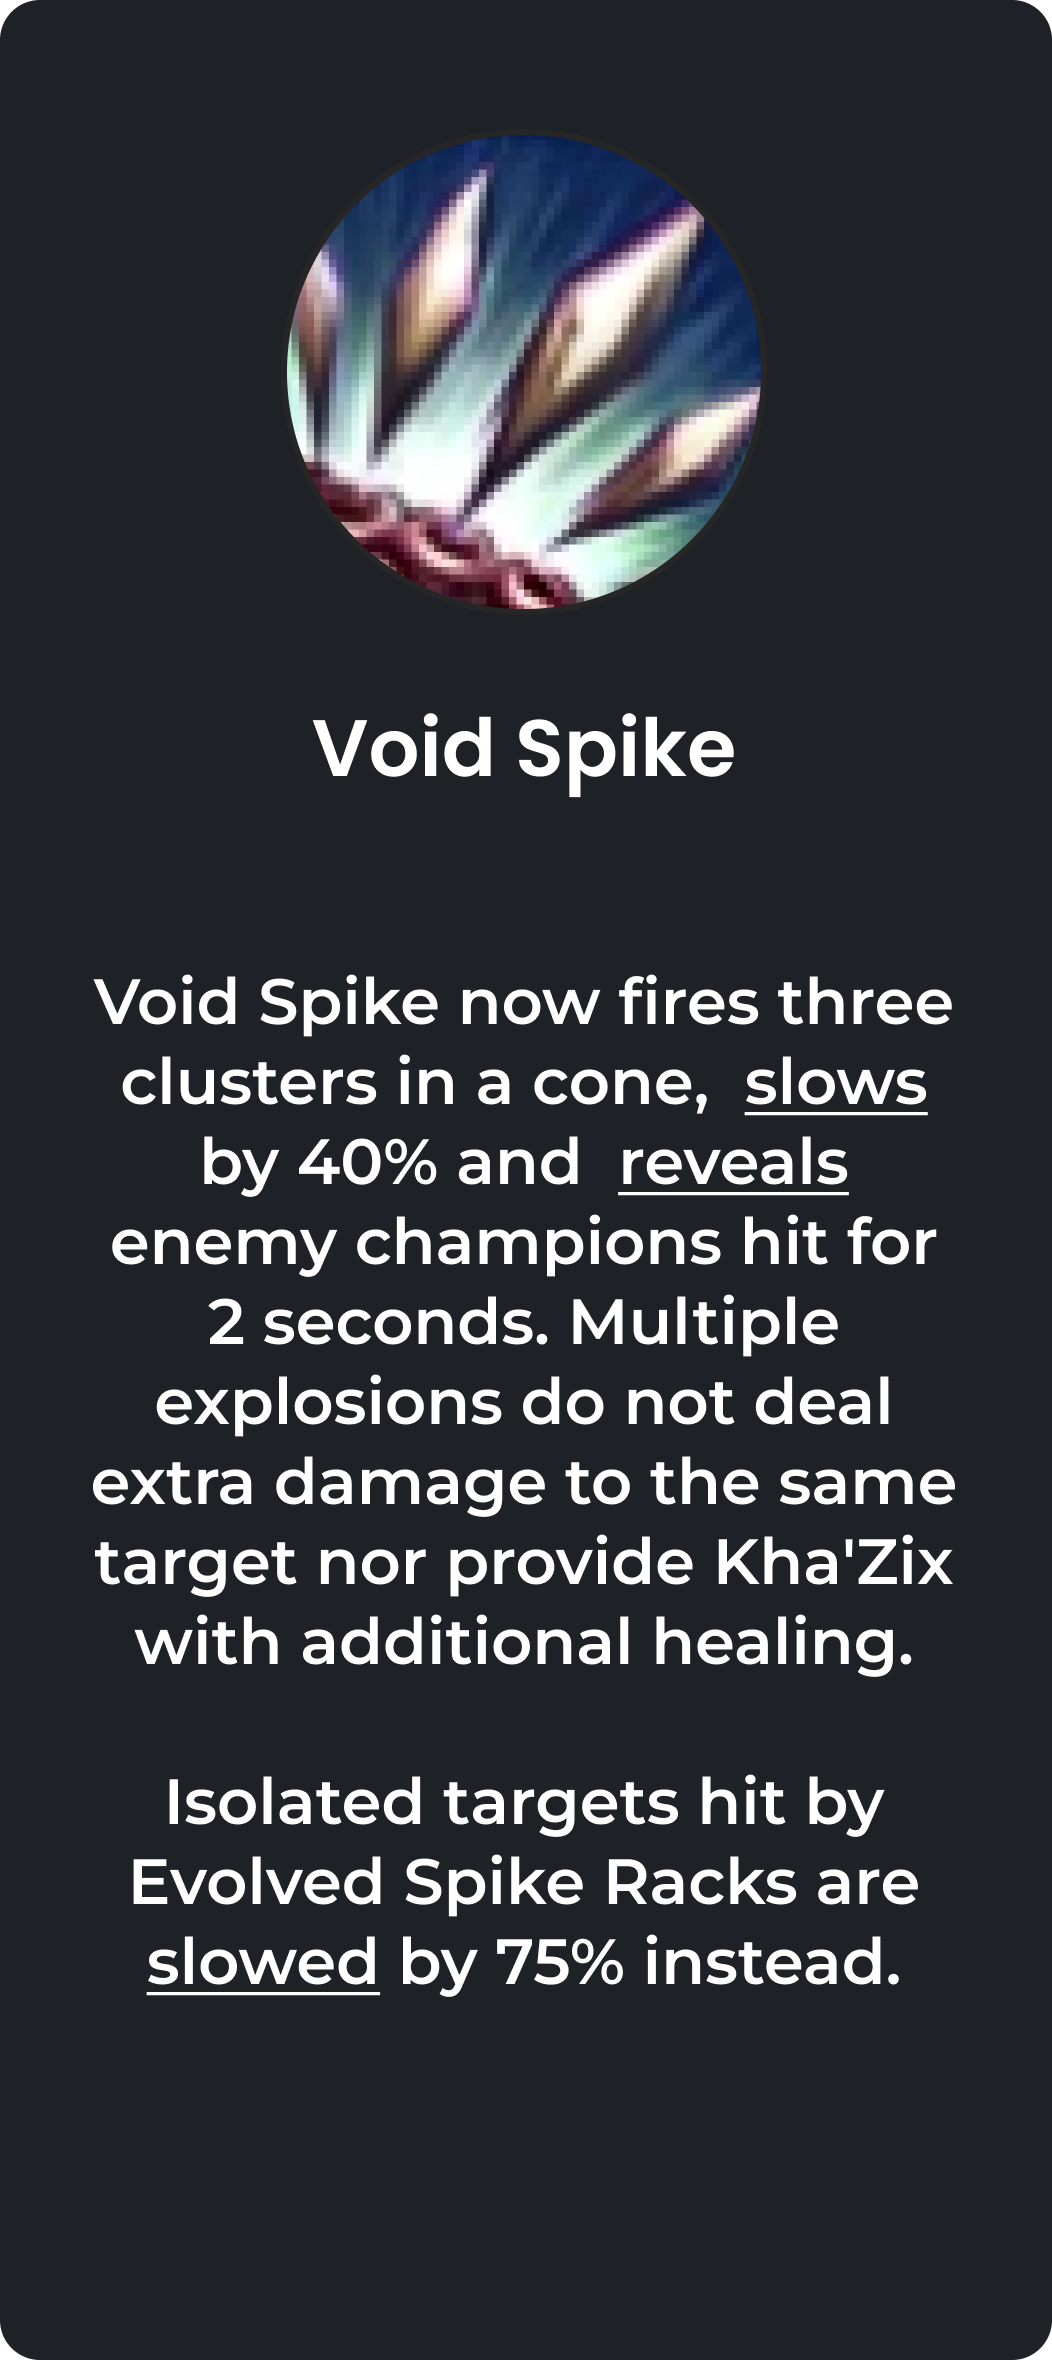 Void Spike
Void Spike now fires three
clusters in a cone, slows
by 40% and reveals
enemy champions hit for
2 seconds. Multiple
explosions do not deal
extra damage to the same
target nor provide Kha'Zix
with additional healing.
Isolated targets hit by
Evolved Spike Racks are
slowed by 75% instead.